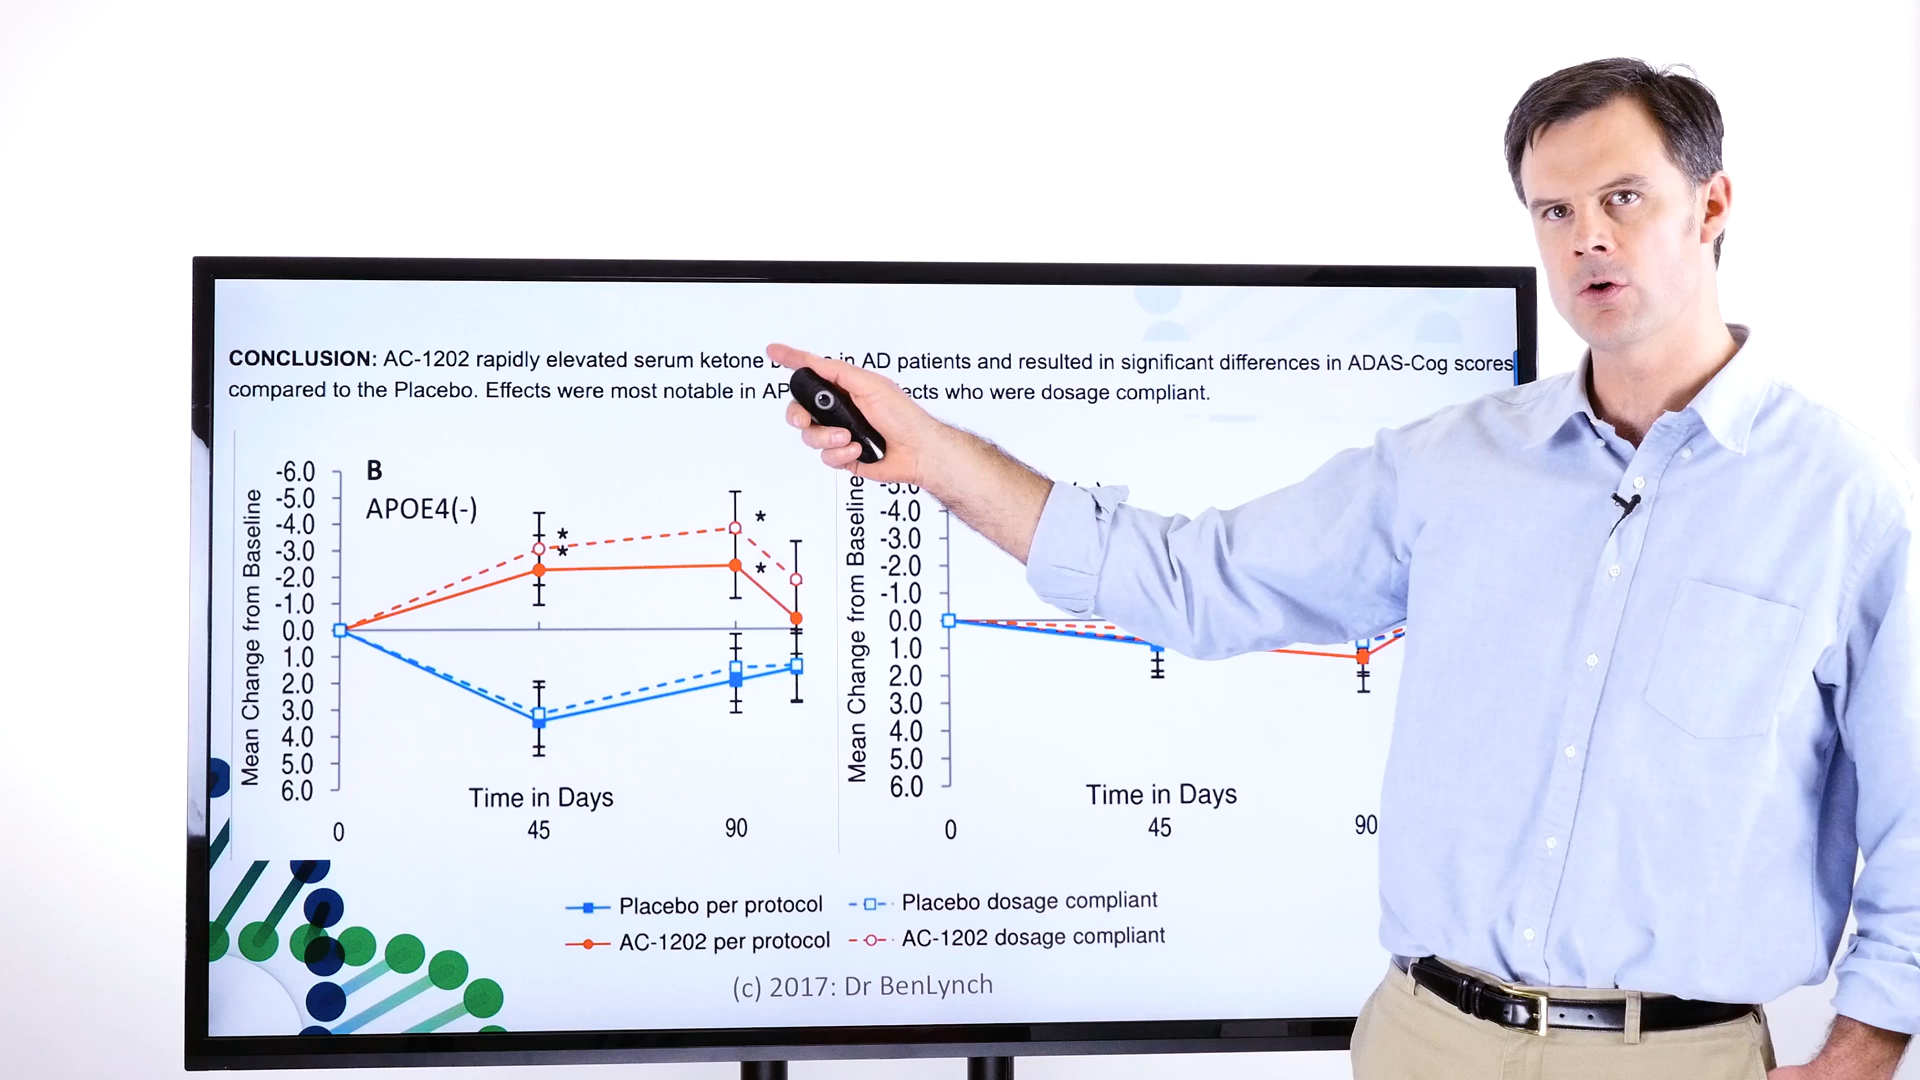 CONCLUSION: AC-1202 rapidly elevated serum ketone in AD patients and resulted in significant differences in ADAS-Cog scores
compared to the Placebo. Effects were most notable in who were dosage compliant.
B
APOE4(-)
Mean Change from Baseline
-6.0
-5.0
-4.0
-3.0
-2.0
-1.0
0.0
1.0
2.0
3.0
4.0
5.0
6.0
*
*
*
*
Time in Days
0 45 90
Mean Change from Baseline
-5.0
-4.0
-3.0
-2.0
-1.0
0.0
1.0
2.0
3.0
4.0
5.0
6.0
Time in Days
0 45 90
Placebo per protocol Placebo dosage compliant
AC-1202 per protocol AC-1202 dosage compliant
(c) 2017: Dr BenLynch